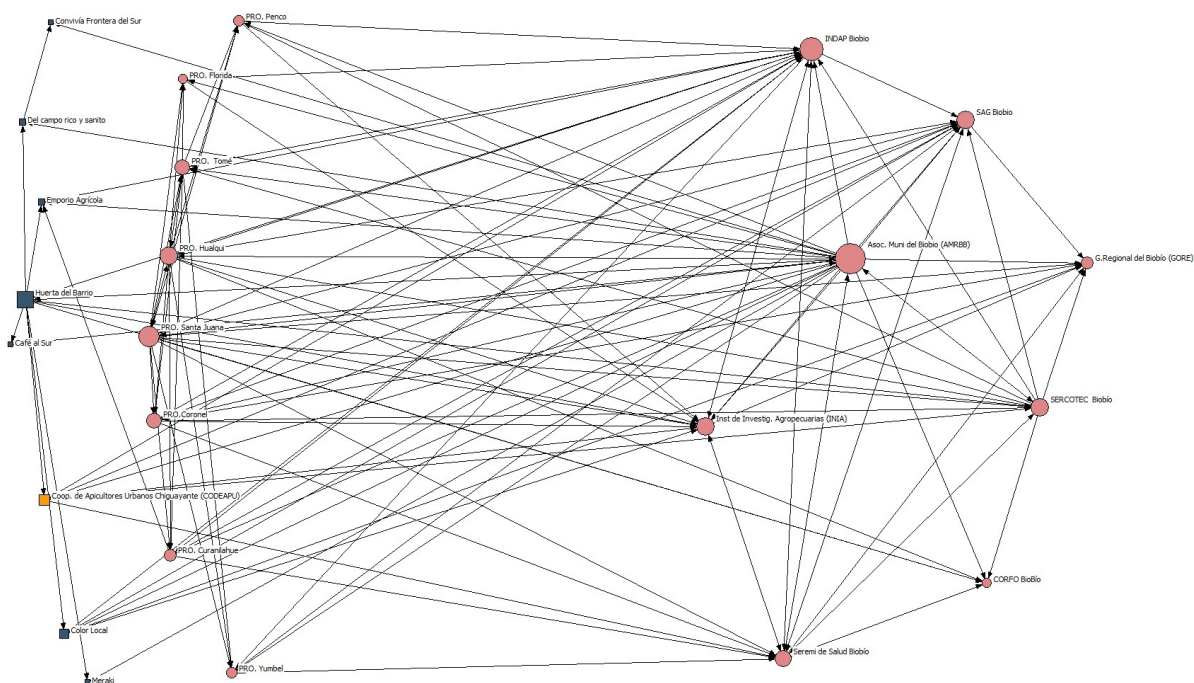 PRO. Penco
Convivía Frontera del Sur
INDAP Biobio
PRO. Florida
SAG Biobio
Del campo rico y sanito
PRO. Tomé
Emporio Agrícola
PRO. Hualqui
Asoc. Muni del Biobio (AMRBB)
G.Regional del Biobío (GORE)
Huerta del Barrio
PRO. Santa Juana
Café al Sur
SERCOTEC Biobío
PRO.Coronel
Inst de Investig. Agropecuarias (INIA)
Coop. de Apicultores Urbanos Chiguayante (CODEAPU)
PRO. Curanilahue
CORFO BioBío
Color Local
Seremi de Salud Biobío
PRO. Yumbel
Meraki